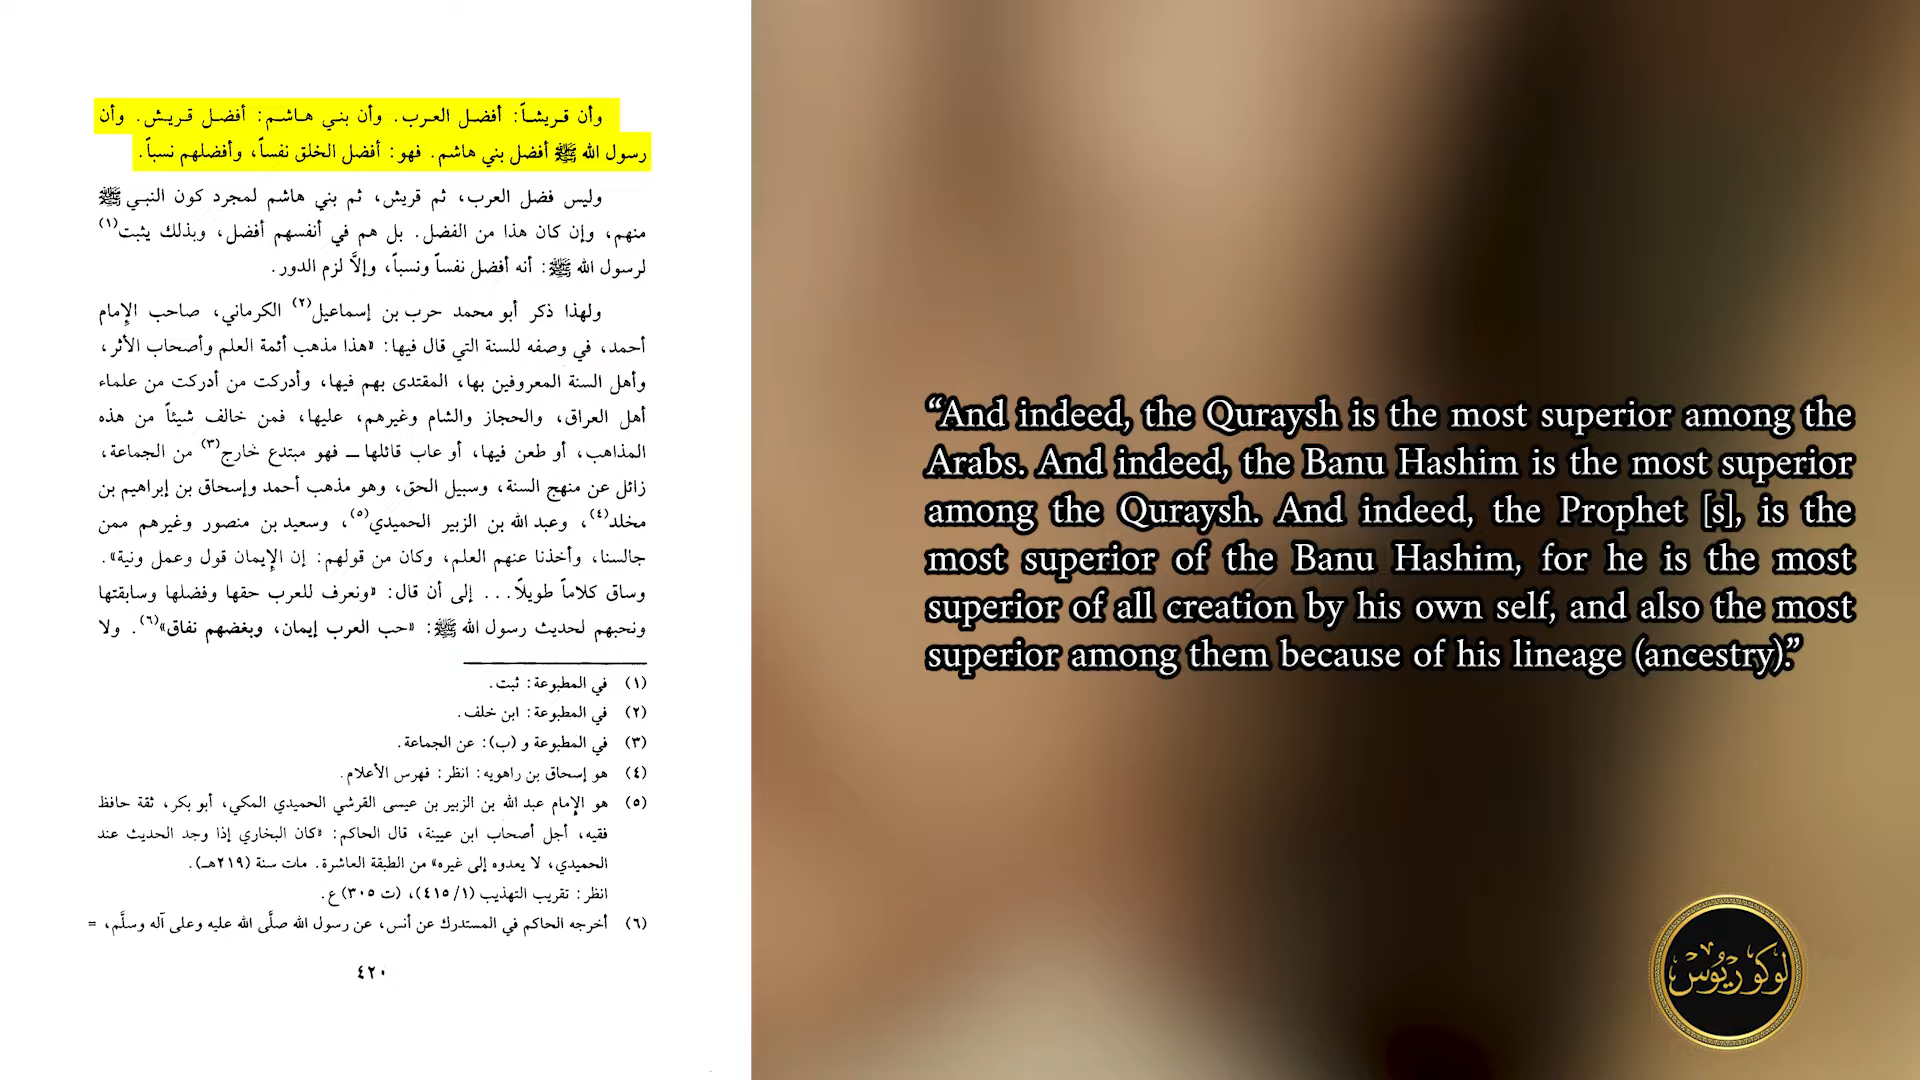 وأن قـريشـاً: أفضـل العـرب. وأن بنـي هـاشـم: أفضـل قـريـش. وأن
رسول الله ﷺ أفضل بني هاشم. فهو: أفضل الخلق نفساً، وأفضلهم نسباً.
وليس فضل العرب، ثم قريش، ثم بني هاشم لمجرد كون النبـي ﷺ
منهم، وإن كان هذا من الفضل. بل هم في أنفسهم أفضل، وبذلك يثبت(١)
لرسول الله ﷺ: أنه أفضل نفساً ونسباً، وإلاَّ لزم الدور.
ولهذا ذكر أبو محمد حرب بن إسماعيل(٢) الكرماني، صاحب الإمام
أحمد، في وصفه للسنة التي قال فيها: «هذا مذهب أئمة العلم وأصحاب الأثر،
وأهل السنة المعروفين بها، المقتدى بهم فيها، وأدركت من أدركت من علماء
أهل العراق، والحجاز والشام وغيرهم، عليها، فمن خالف شيئاً من هذه
المذاهب، أو طعن فيها، أو عاب قائلها ــ فهو مبتدع خارج(٣) من الجماعة،
زائل عن منهج السنة، وسبيل الحق، وهو مذهب أحمد وإسحاق بن إبراهيم بن
مخلد(٤)، وعبد الله بن الزبير الحميدي(٥)، وسعيد بن منصور وغيرهم ممن
جالسنا، وأخذنا عنهم العلم، وكان من قولهم: إن الإيمان قول وعمل ونية».
وساق كلاماً طويلاً... إلى أن قال: «ونعرف للعرب حقها وفضلها وسابقتها
ونحبهم لحديث رسول الله ﷺ: «حب العرب إيمان، وبغضهم نفاق»(٦). ولا
(١) في المطبوعة: ثبت.
(٢) في المطبوعة: ابن خلف.
(٣) في المطبوعة و (ب): عن الجماعة.
(٤) هو إسحاق بن راهويه: انظر: فهرس الأعلام.
(٥) هو الإمام عبد الله بن الزبير بن عيسى القرشي الحميدي المكي، أبو بكر، ثقة حافظ
فقيه، أجل أصحاب ابن عيينة، قال الحاكم: «كان البخاري إذا وجد الحديث عند
الحميدي، لا يعدوه إلى غيره» من الطبقة العاشرة. مات سنة (٢١٩هـ).
انظر: تقريب التهذيب (٤١٥/١)، (ت ٣٠٥) ع.
(٦) أخرجه الحاكم في المستدرك عن أنس، عن رسول الله صلَّى الله عليه وعلى آله وسلَّم، =
٤٢٠
“And indeed, the Quraysh is the most superior among the
Arabs. And indeed, the Banu Hashim is the most superior
among the Quraysh. And indeed, the Prophet [s], is the
most superior of the Banu Hashim, for he is the most
superior of all creation by his own self, and also the most
superior among them because of his lineage (ancestry).”
لوكوريوس